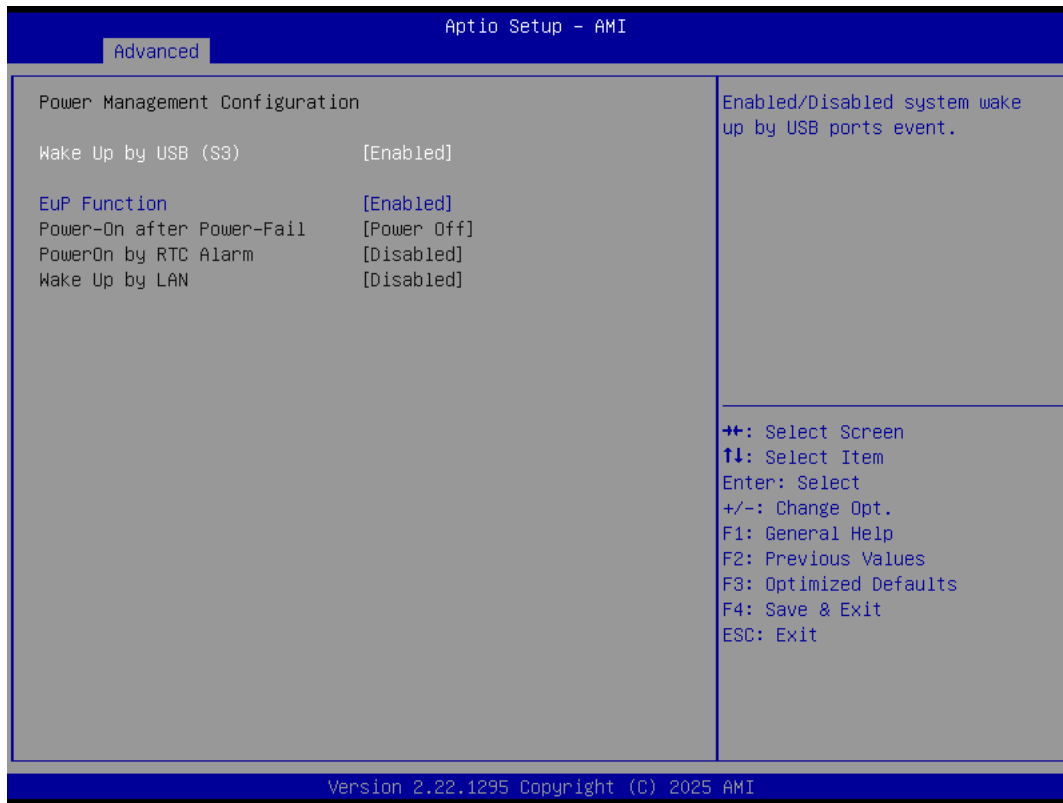 Aptio Setup – AMI
Advanced
Power Management Configuration
Wake Up by USB (S3) [Enabled]
EuP Function [Enabled]
Power-On after Power-Fail [Power Off]
PowerOn by RTC Alarm [Disabled]
Wake Up by LAN [Disabled]
Enabled/Disabled system wake
up by USB ports event.
→←: Select Screen
↑↓: Select Item
Enter: Select
+/-: Change Opt.
F1: General Help
F2: Previous Values
F3: Optimized Defaults
F4: Save & Exit
ESC: Exit
Version 2.22.1295 Copyright (C) 2025 AMI